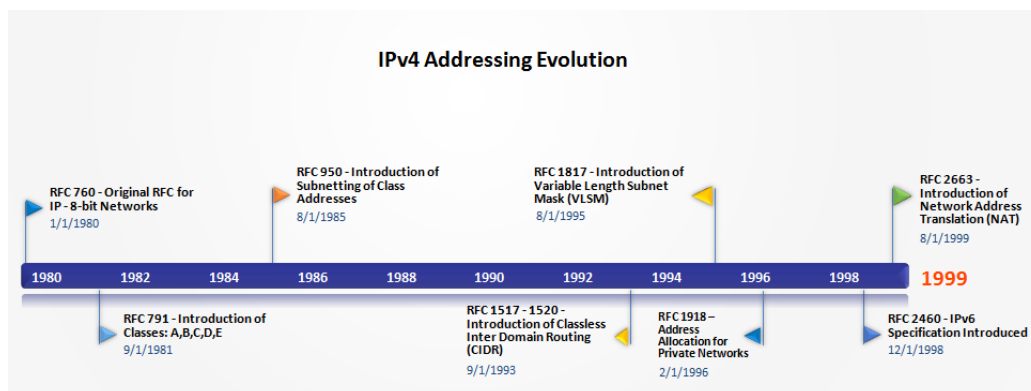 IPv4 Addressing Evolution
RFC 760 - Original RFC for
IP - 8-bit Networks
1/1/1980
RFC 950 - Introduction of
Subnetting of Class
Addresses
8/1/1985
RFC 1817 - Introduction of
Variable Length Subnet
Mask (VLSM)
8/1/1995
RFC 2663 -
Introduction of
Network Address
Translation (NAT)
8/1/1999
1980 1982 1984 1986 1988 1990 1992 1994 1996 1998 1999
RFC 791 - Introduction of
Classes: A,B,C,D,E
9/1/1981
RFC 1517 - 1520 -
Introduction of Classless
Inter Domain Routing
(CIDR)
9/1/1993
RFC 1918 –
Address
Allocation for
Private Networks
2/1/1996
RFC 2460 - IPv6
Specification Introduced
12/1/1998